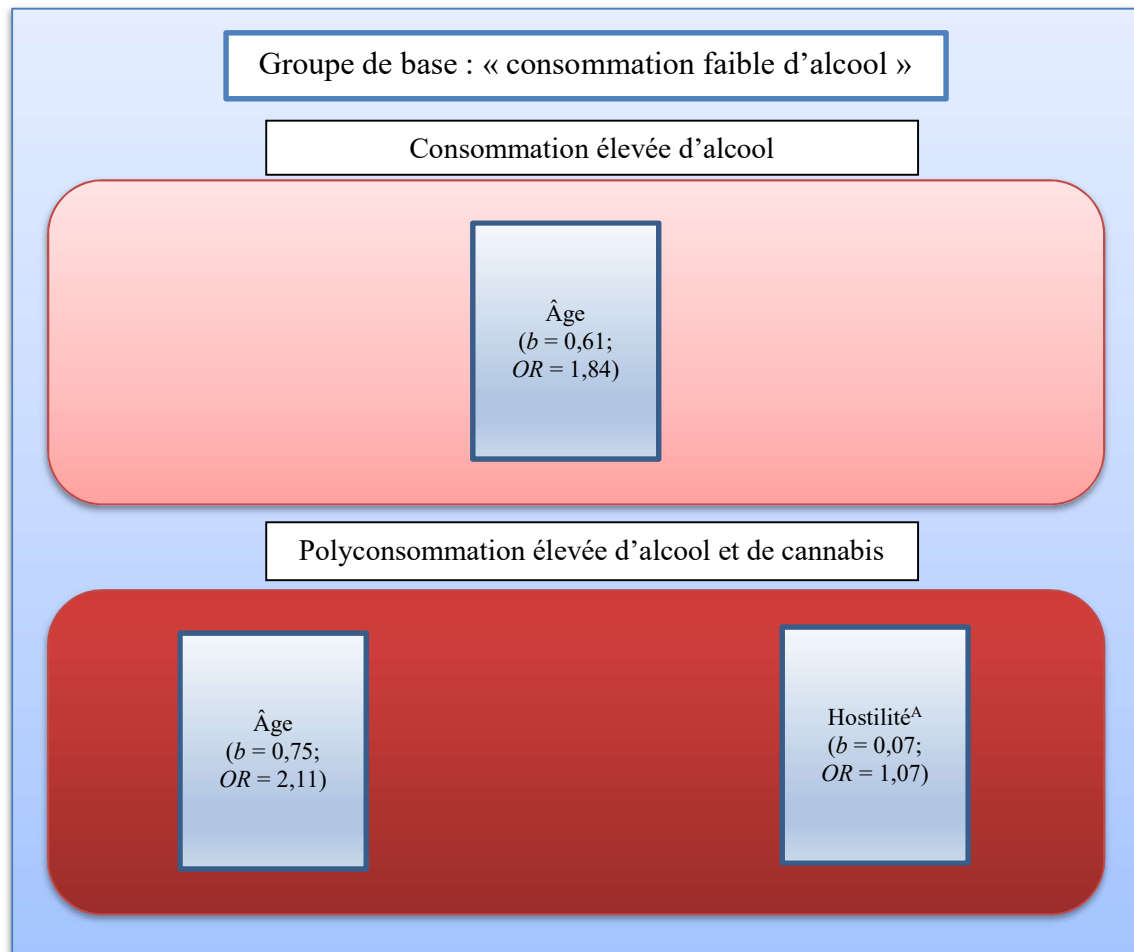 Groupe de base : « consommation faible d’alcool »
Consommation élevée d’alcool
Âge
(b = 0,61;
OR = 1,84)
Polyconsommation élevée d’alcool et de cannabis
Âge
(b = 0,75;
OR = 2,11)
Hostilitéᴬ
(b = 0,07;
OR = 1,07)